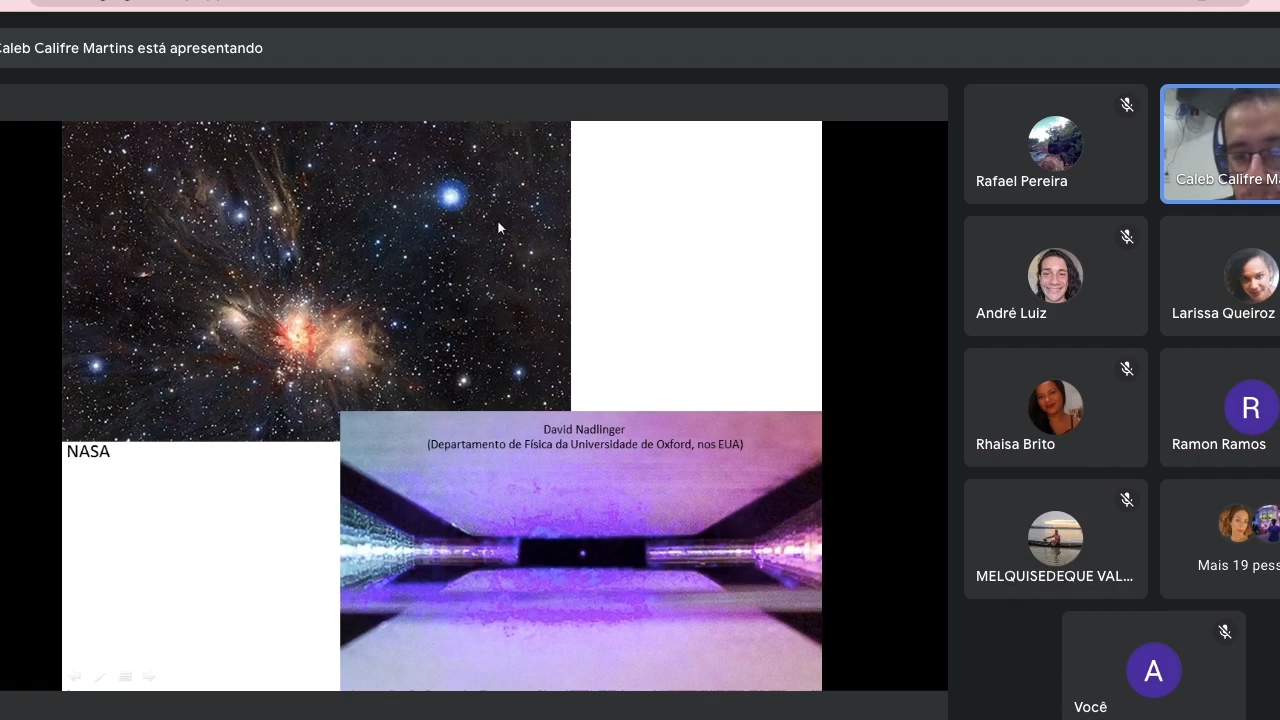 Caleb Califre Martins está apresentando
NASA
David Nadlinger
(Departamento de Física da Universidade de Oxford, nos EUA)
Rafael Pereira
Caleb Califre Ma
André Luiz
Larissa Queiroz
Rhaisa Brito
R
Ramon Ramos
MELQUISEDEQUE VAL...
Mais 19 pess
A
Você